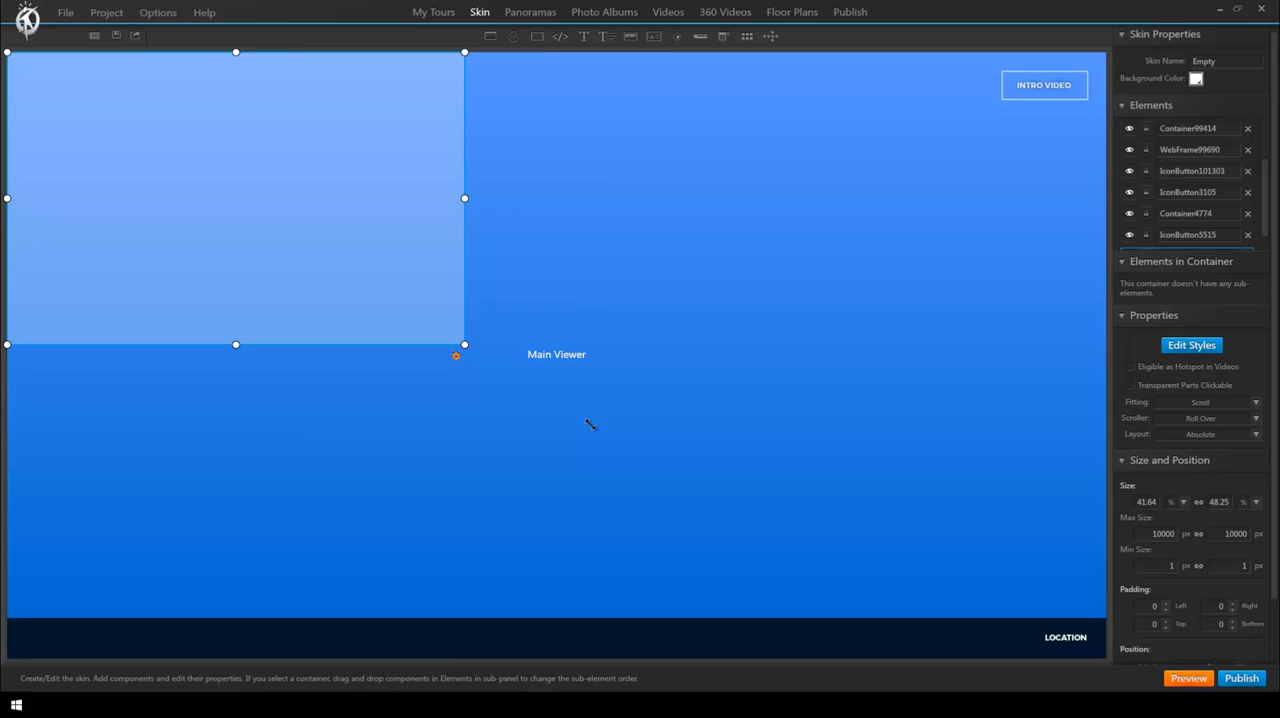 File Project Options Help My Tours Skin Panoramas Photo Albums Videos 360 Videos Floor Plans Publish
Skin Properties
Skin Name: Empty
Background Color:
INTRO VIDEO
Elements
Container99414
WebFrame99690
IconButton101303
IconButton3105
Container4774
IconButton5515
Elements in Container
This container doesn't have any sub-
elements.
Properties
Edit Styles
Main Viewer
Eligible as Hotspot in Videos
Transparent Parts Clickable
Fitting: Scroll
Scroller: Roll Over
Layout: Absolute
Size and Position
Size:
41.64 % 48.25 %
Max Size:
10000 px 10000 px
Min Size:
1 px 1 px
Padding:
0 Left 0 Right
0 Top 0 Bottom
LOCATION
Position:
Create/Edit the skin. Add components and edit their properties. If you select a container, drag and drop components in Elements in sub-panel to change the sub-element order.
Preview Publish